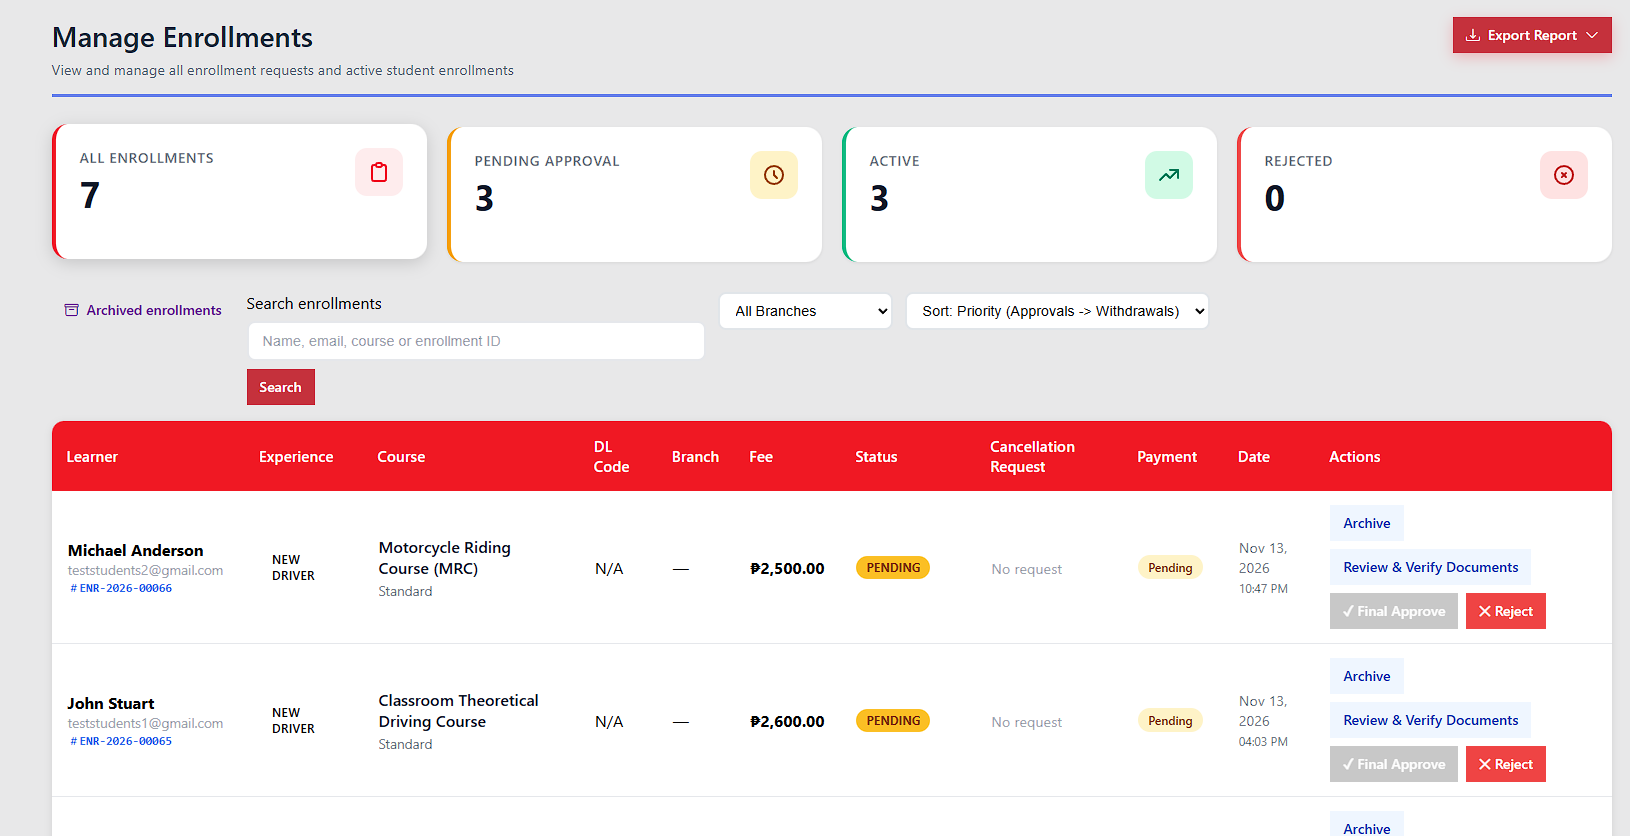 Manage Enrollments
Export Report
View and manage all enrollment requests and active student enrollments
ALL ENROLLMENTS
7
PENDING APPROVAL
3
ACTIVE
3
REJECTED
0
Archived enrollments
Search enrollments
Name, email, course or enrollment ID
Search
All Branches
Sort: Priority (Approvals -> Withdrawals)
Learner
Experience
Course
DL
Code
Branch
Fee
Status
Cancellation
Request
Payment
Date
Actions
Michael Anderson
teststudents2@gmail.com
# ENR-2026-00066
NEW
DRIVER
Motorcycle Riding
Course (MRC)
Standard
N/A
—
₱2,500.00
PENDING
No request
Pending
Nov 13,
2026
10:47 PM
Archive
Review & Verify Documents
✓ Final Approve
✕ Reject
John Stuart
teststudents1@gmail.com
# ENR-2026-00065
NEW
DRIVER
Classroom Theoretical
Driving Course
Standard
N/A
—
₱2,600.00
PENDING
No request
Pending
Nov 13,
2026
04:03 PM
Archive
Review & Verify Documents
✓ Final Approve
✕ Reject
Archive